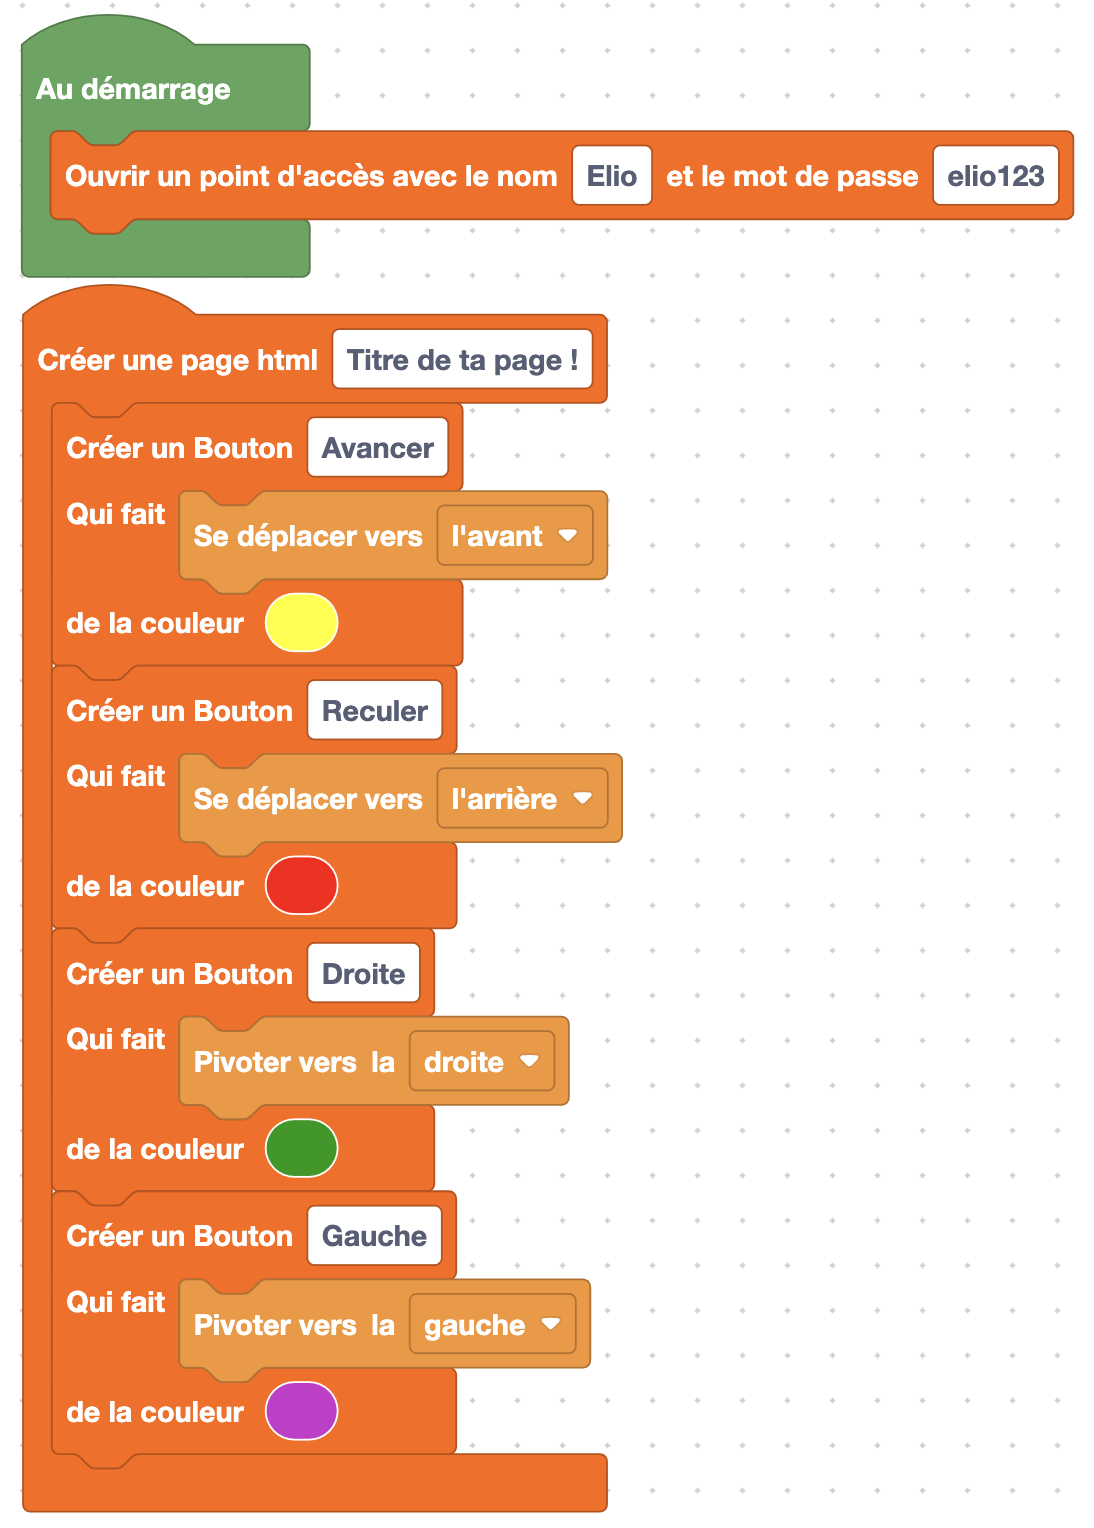 Au démarrage
Ouvrir un point d'accès avec le nom Elio et le mot de passe elio123
Créer une page html Titre de ta page !
Créer un Bouton Avancer
Qui fait Se déplacer vers l'avant
de la couleur
Créer un Bouton Reculer
Qui fait Se déplacer vers l'arrière
de la couleur
Créer un Bouton Droite
Qui fait Pivoter vers la droite
de la couleur
Créer un Bouton Gauche
Qui fait Pivoter vers la gauche
de la couleur